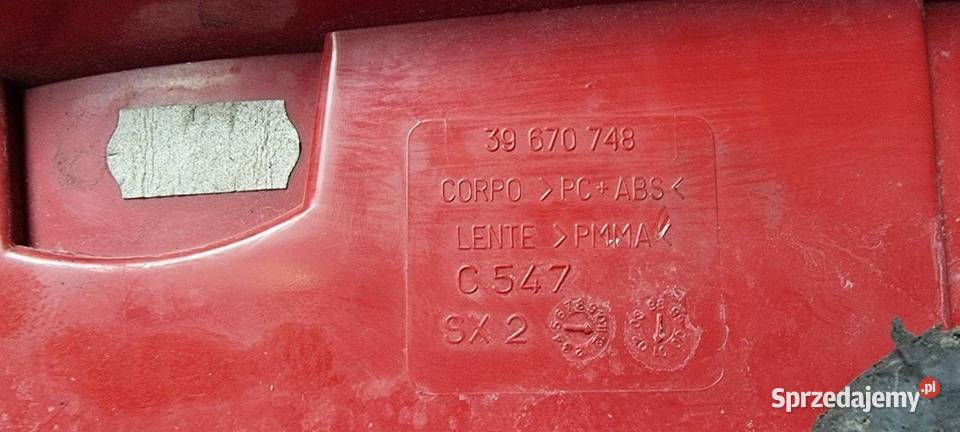 39 670 748
CORPO >PC+ABS<
LENTE >PMMA<
C 547
SX 2
Sprzedajemy.pl